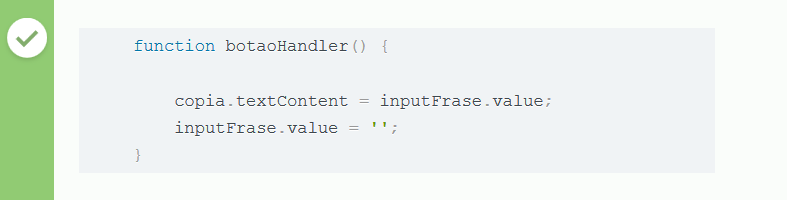 function botaoHandler() {
copia.textContent = inputFrase.value;
inputFrase.value = '';
}